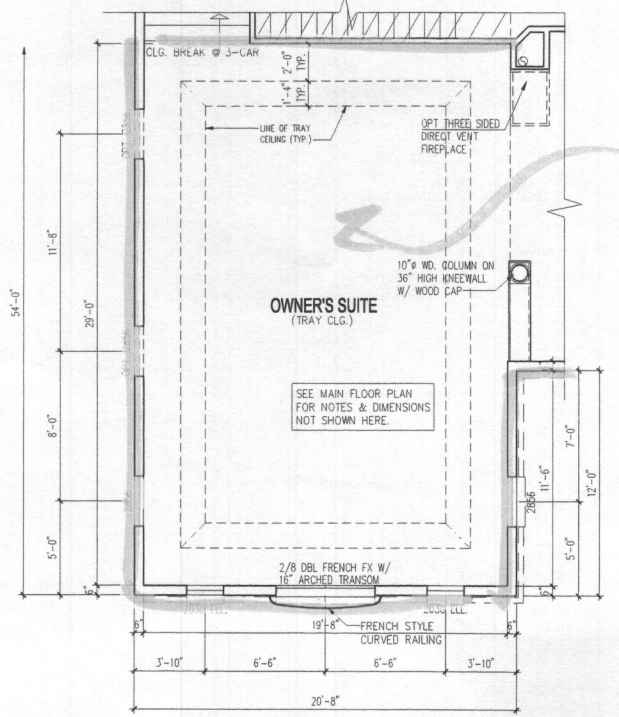 CLG. BREAK @ 3-CAR
2'-0"
TYP.
1'-4"
TYP.
LINE OF TRAY
CEILING (TYP.)
OPT THREE SIDED
DIRECT VENT
FIREPLACE
11'-8"
54'-0"
29'-0"
10"ø WD. COLUMN ON
36" HIGH KNEEWALL
W/ WOOD CAP
OWNER'S SUITE
(TRAY CLG.)
SEE MAIN FLOOR PLAN
FOR NOTES & DIMENSIONS
NOT SHOWN HERE.
8'-0"
7'-0"
11'-6"
12'-0"
2856
5'-0"
5'-0"
2/8 DBL FRENCH FX W/
16" ARCHED TRANSOM
6"
6"
6"
19'-8"
6"
FRENCH STYLE
CURVED RAILING
3'-10"
6'-6"
6'-6"
3'-10"
20'-8"